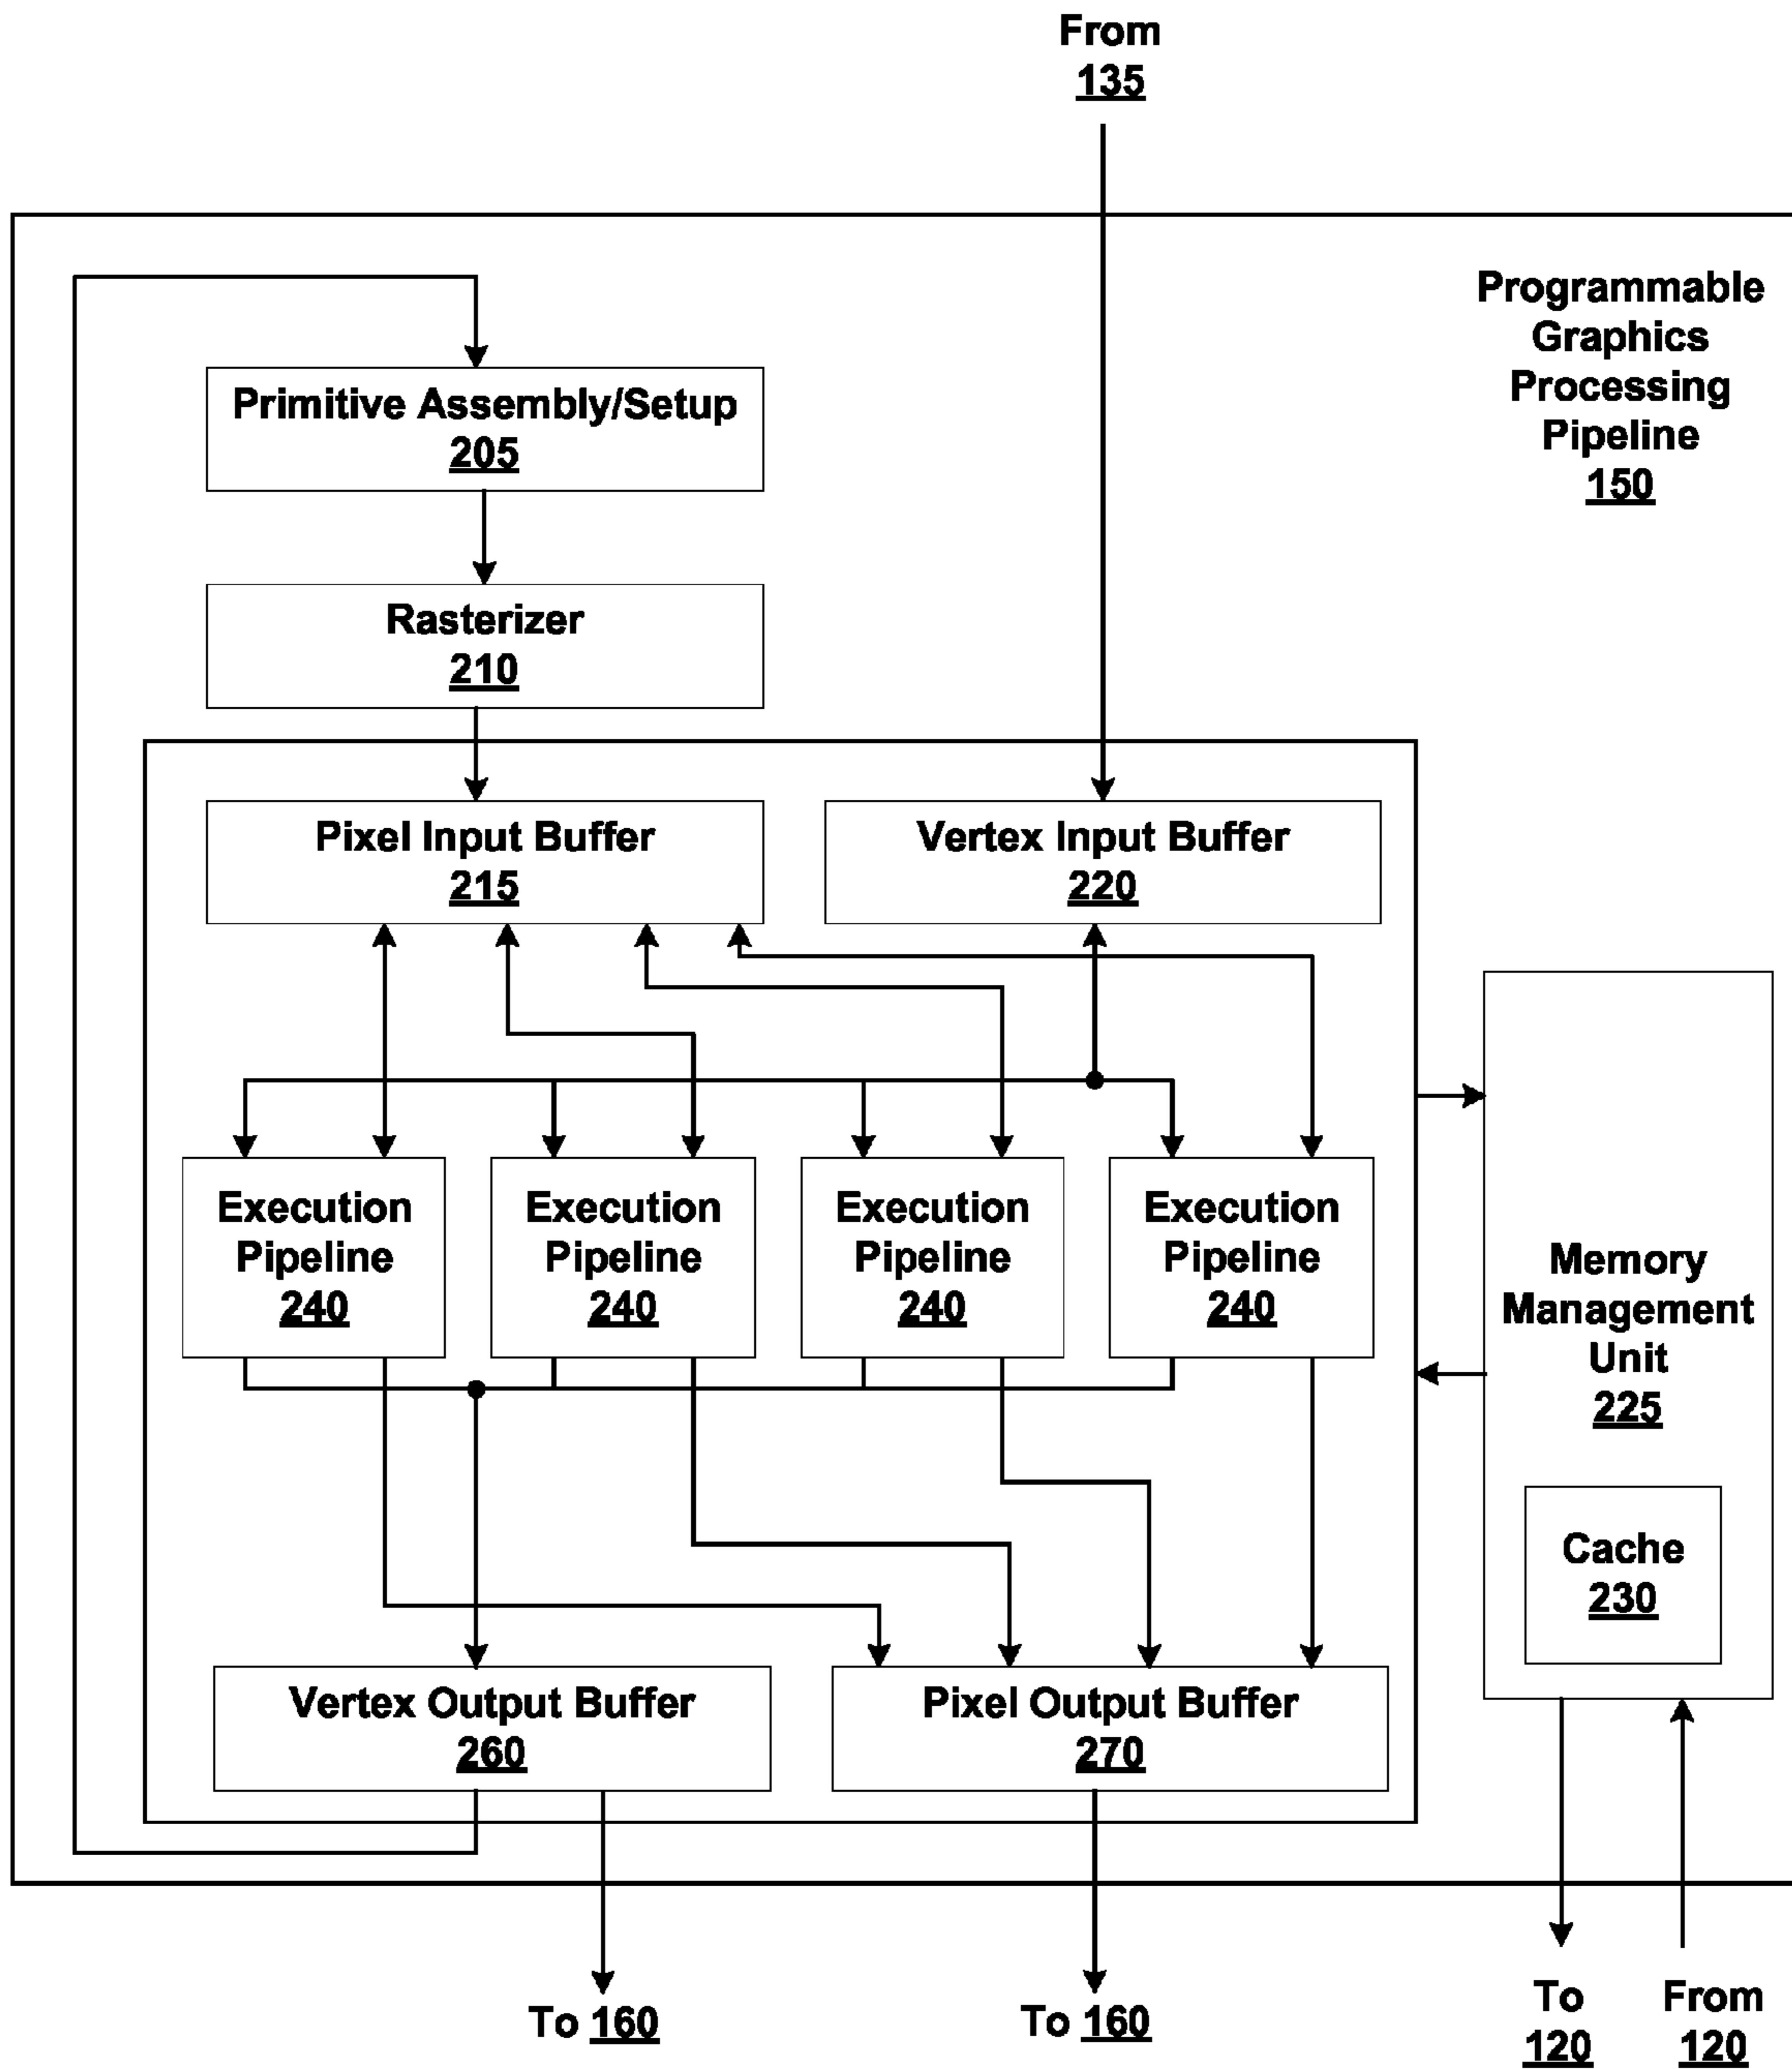 From
135
Programmable
Graphics
Processing
Pipeline
150
Primitive Assembly/Setup
205
Rasterizer
210
Pixel Input Buffer
215
Vertex Input Buffer
220
Execution
Pipeline
240
Execution
Pipeline
240
Execution
Pipeline
240
Execution
Pipeline
240
Memory
Management
Unit
225
Cache
230
Vertex Output Buffer
260
Pixel Output Buffer
270
To 160
To 160
To
120
From
120